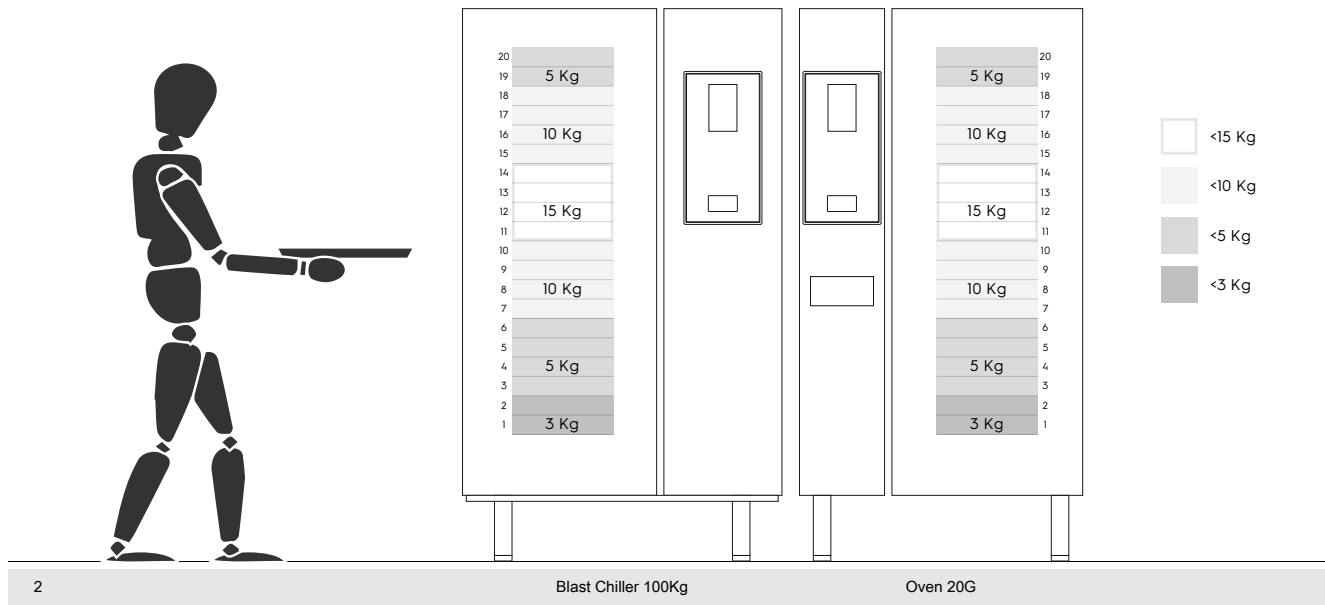 20 20
19 5 Kg 5 Kg 19
18 18
17 17
16 10 Kg 10 Kg 16 <15 Kg
15 15
14 14
13 13 <10 Kg
12 15 Kg 15 Kg 12
11 11 <5 Kg
10 10
9 9
8 10 Kg 10 Kg 8 <3 Kg
7 7
6 6
5 5
4 5 Kg 5 Kg 4
3 3
2 2
1 3 Kg 3 Kg 1
2 Blast Chiller 100Kg Oven 20G